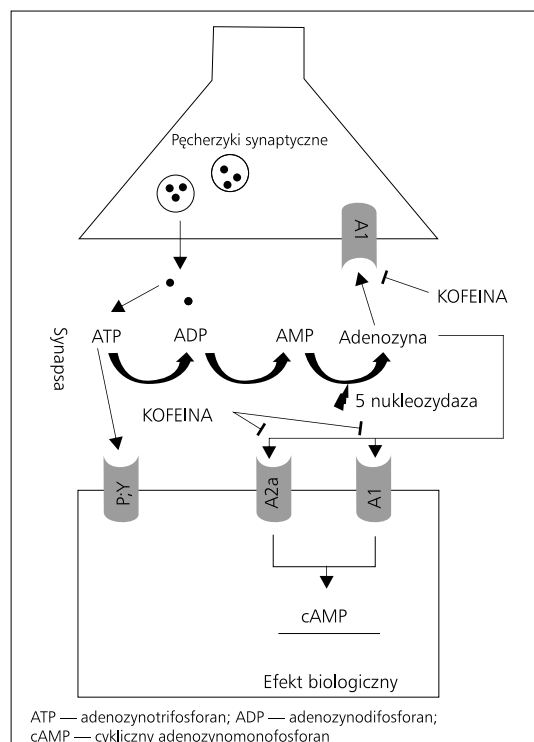 Pęcherzyki synaptyczne
A1
KOFEINA
Synapsa
ATP
ADP
AMP
Adenozyna
5 nukleozydaza
KOFEINA
P;Y
A2a
A1
cAMP
Efekt biologiczny
ATP — adenozynotrifosforan; ADP — adenozynodifosforan;
cAMP — cykliczny adenozynomonofosforan